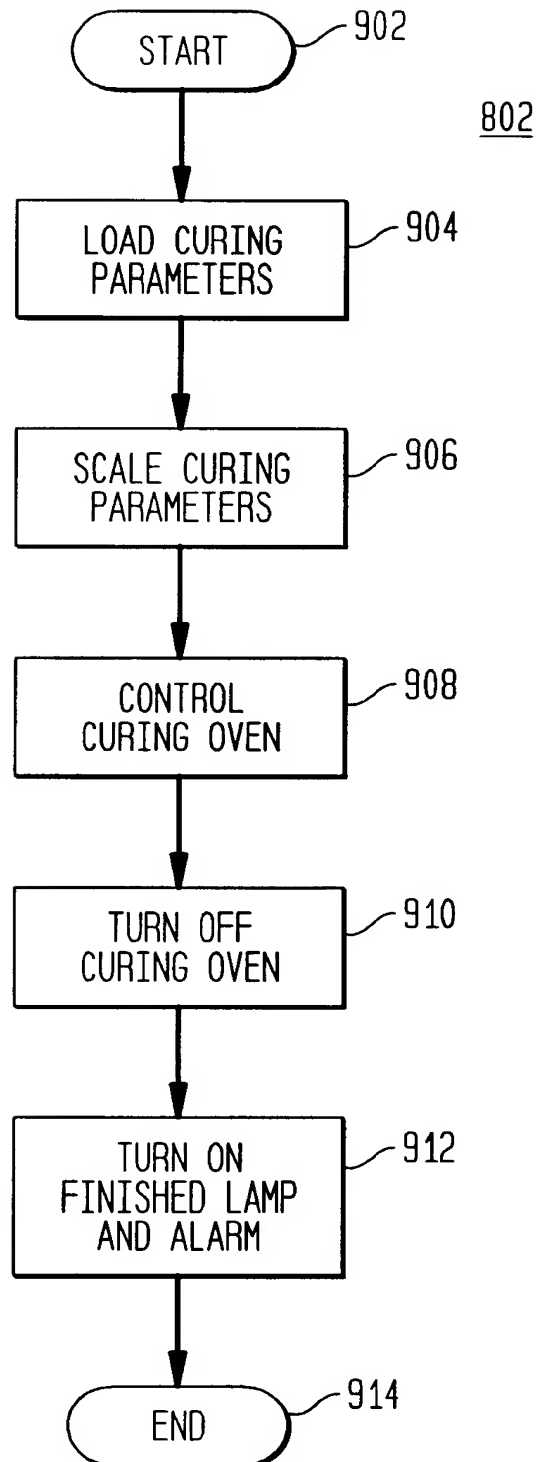 START
902
802
LOAD CURING
PARAMETERS
904
SCALE CURING
PARAMETERS
906
CONTROL
CURING OVEN
908
TURN OFF
CURING OVEN
910
TURN ON
FINISHED LAMP
AND ALARM
912
END
914